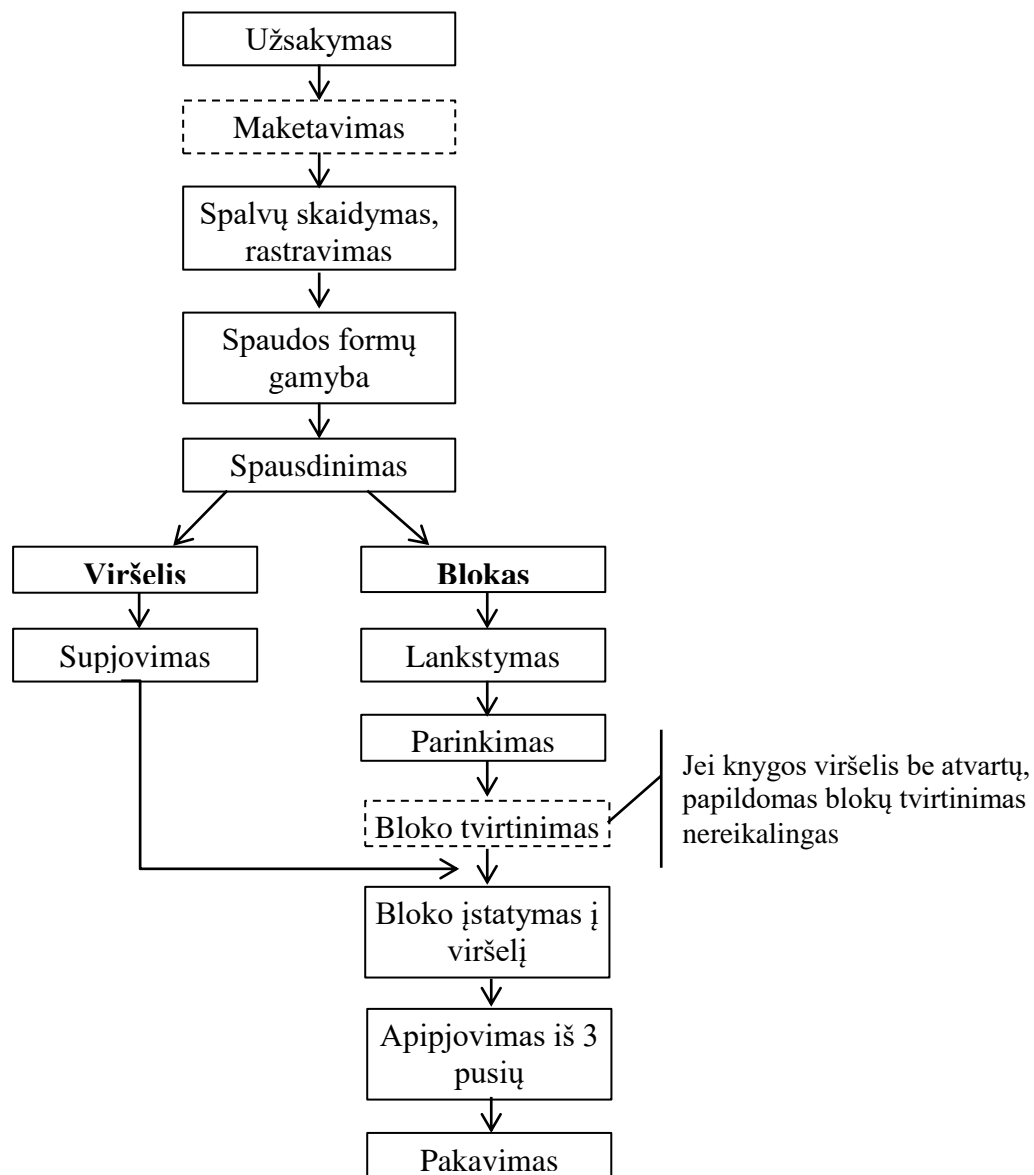 Užsakymas
Maketavimas
Spalvų skaidymas,
rastravimas
Spaudos formų
gamyba
Spausdinimas
Viršelis
Blokas
Supjovimas
Lankstymas
Parinkimas
Bloko tvirtinimas
Jei knygos viršelis be atvartų,
papildomas blokų tvirtinimas
nereikalingas
Bloko įstatymas į
viršelį
Apipjovimas iš 3
pusių
Pakavimas